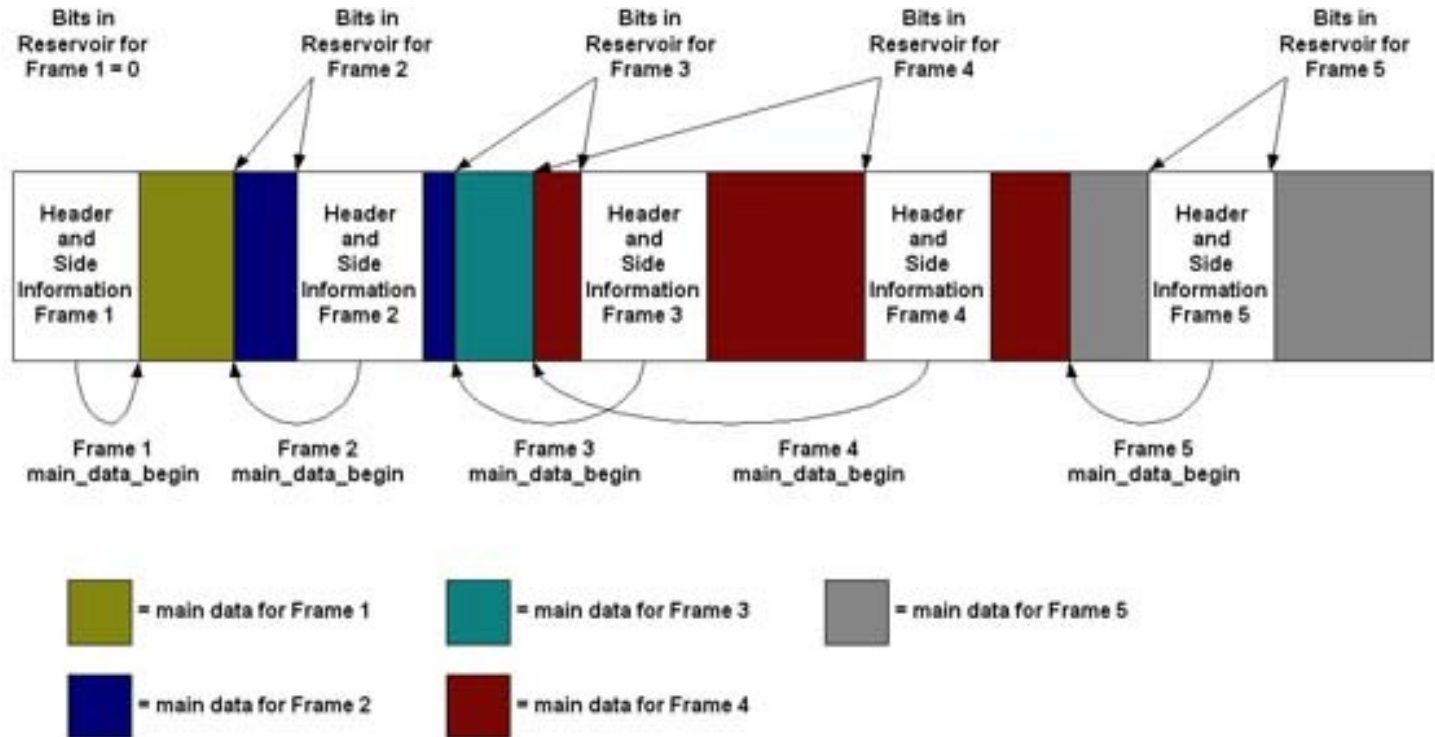 Bits in
Reservoir for
Frame 1 = 0
Bits in
Reservoir for
Frame 2
Bits in
Reservoir for
Frame 3
Bits in
Reservoir for
Frame 4
Bits in
Reservoir for
Frame 5
Header
and
Side
Information
Frame 1
Header
and
Side
Information
Frame 2
Header
and
Side
Information
Frame 3
Header
and
Side
Information
Frame 4
Header
and
Side
Information
Frame 5
Frame 1
main_data_begin
Frame 2
main_data_begin
Frame 3
main_data_begin
Frame 4
main_data_begin
Frame 5
main_data_begin
= main data for Frame 1
= main data for Frame 3
= main data for Frame 5
= main data for Frame 2
= main data for Frame 4